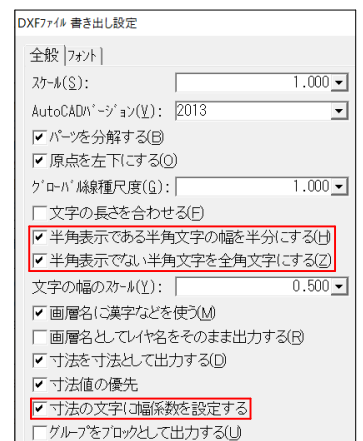 DXFﾌｧｲﾙ 書き出し設定
全般 ﾌｫﾝﾄ
ｽｹｰﾙ(S): 1.000
AutoCADﾊﾞｰｼﾞｮﾝ(V): 2013
パーツを分解する(B)
原点を左下にする(O)
ｸﾞﾛｰﾊﾞﾙ線種尺度(G): 1.000
文字の長さを合わせる(F)
半角表示である半角文字の幅を半分にする(H)
半角表示でない半角文字を全角文字にする(Z)
文字の幅のｽｹｰﾙ(Y): 0.500
画層名に漢字などを使う(M)
画層名としてレイヤ名をそのまま出力する(R)
寸法を寸法として出力する(D)
寸法値の優先
寸法の文字に幅係数を設定する
ｸﾞﾙｰﾌﾟをﾌﾞﾛｯｸとして出力する(U)